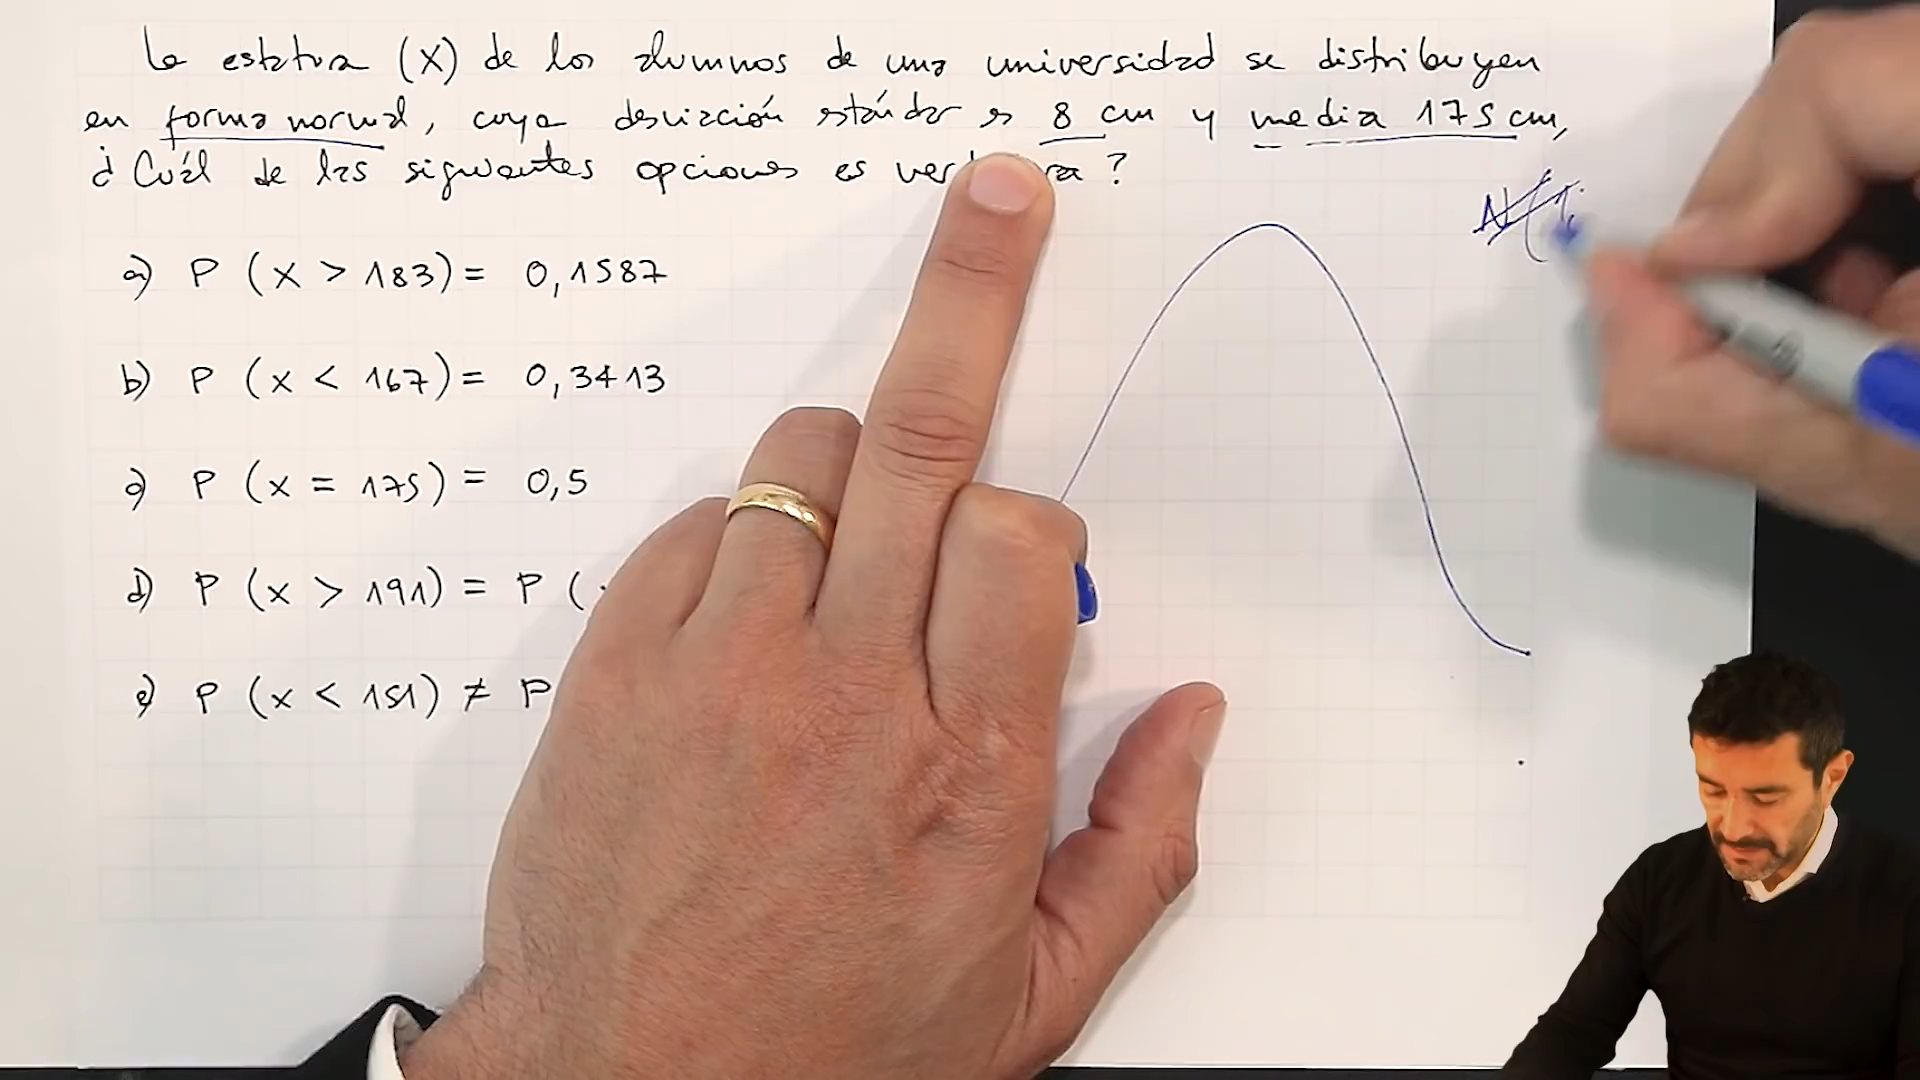 La estatura (X) de los alumnos de una universidad se distribuyen
en forma normal, cuya desviación estándar es 8 cm y media 175 cm,
¿Cuál de las siguientes opciones es ver ra?
a) P (x > 183) = 0,1587
b) P (x < 167) = 0,3413
c) P (x = 175) = 0,5
d) P (x > 191) = P (
e) P (x < 151) ≠ P